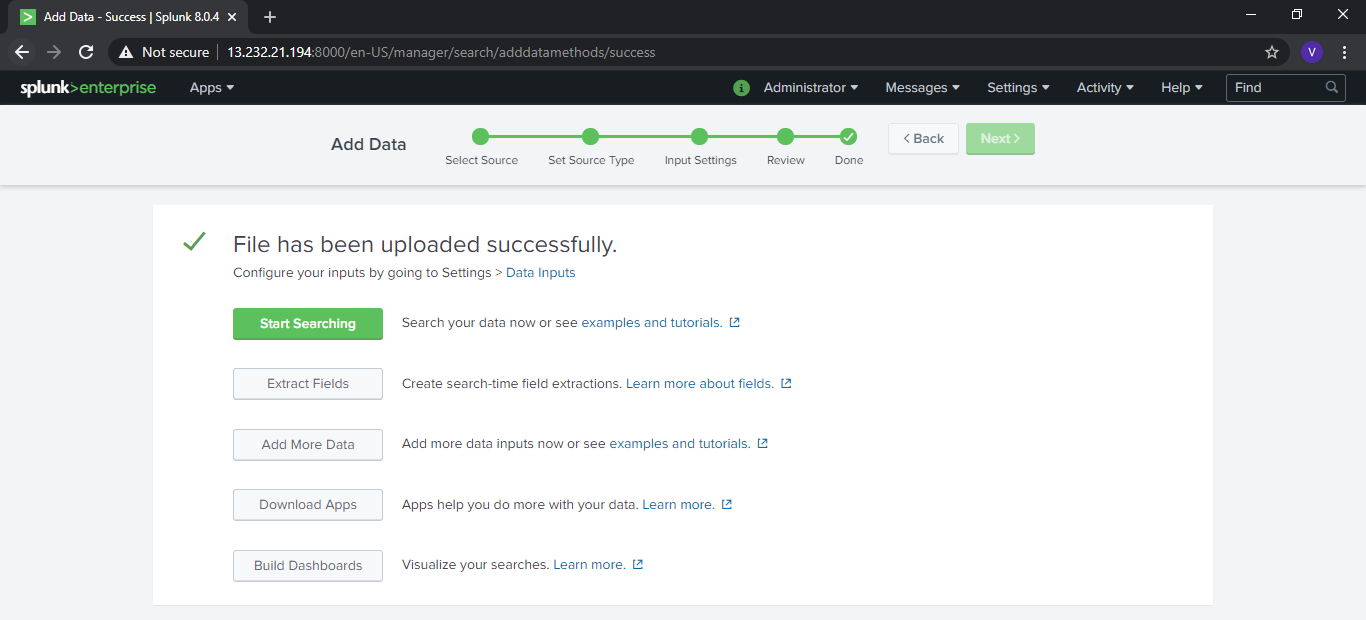 Add Data - Success | Splunk 8.0.4
Not secure | 13.232.21.194:8000/en-US/manager/search/adddatamethods/success
V
splunk>enterprise Apps i Administrator Messages Settings Activity Help Find
Add Data
Select Source Set Source Type Input Settings Review Done
< Back Next >
File has been uploaded successfully.
Configure your inputs by going to Settings > Data Inputs
Start Searching Search your data now or see examples and tutorials.
Extract Fields Create search-time field extractions. Learn more about fields.
Add More Data Add more data inputs now or see examples and tutorials.
Download Apps Apps help you do more with your data. Learn more.
Build Dashboards Visualize your searches. Learn more.